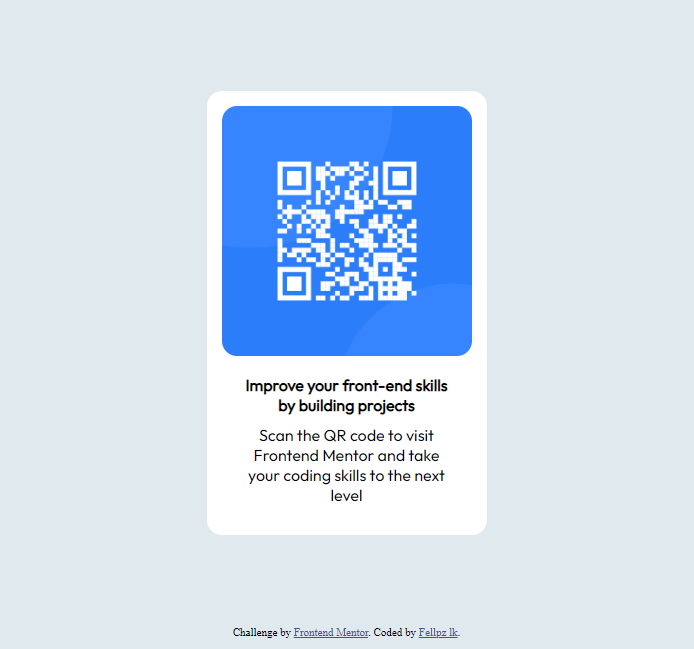 Improve your front-end skills
by building projects
Scan the QR code to visit
Frontend Mentor and take
your coding skills to the next
level
Challenge by Frontend Mentor. Coded by Fellpz lk.